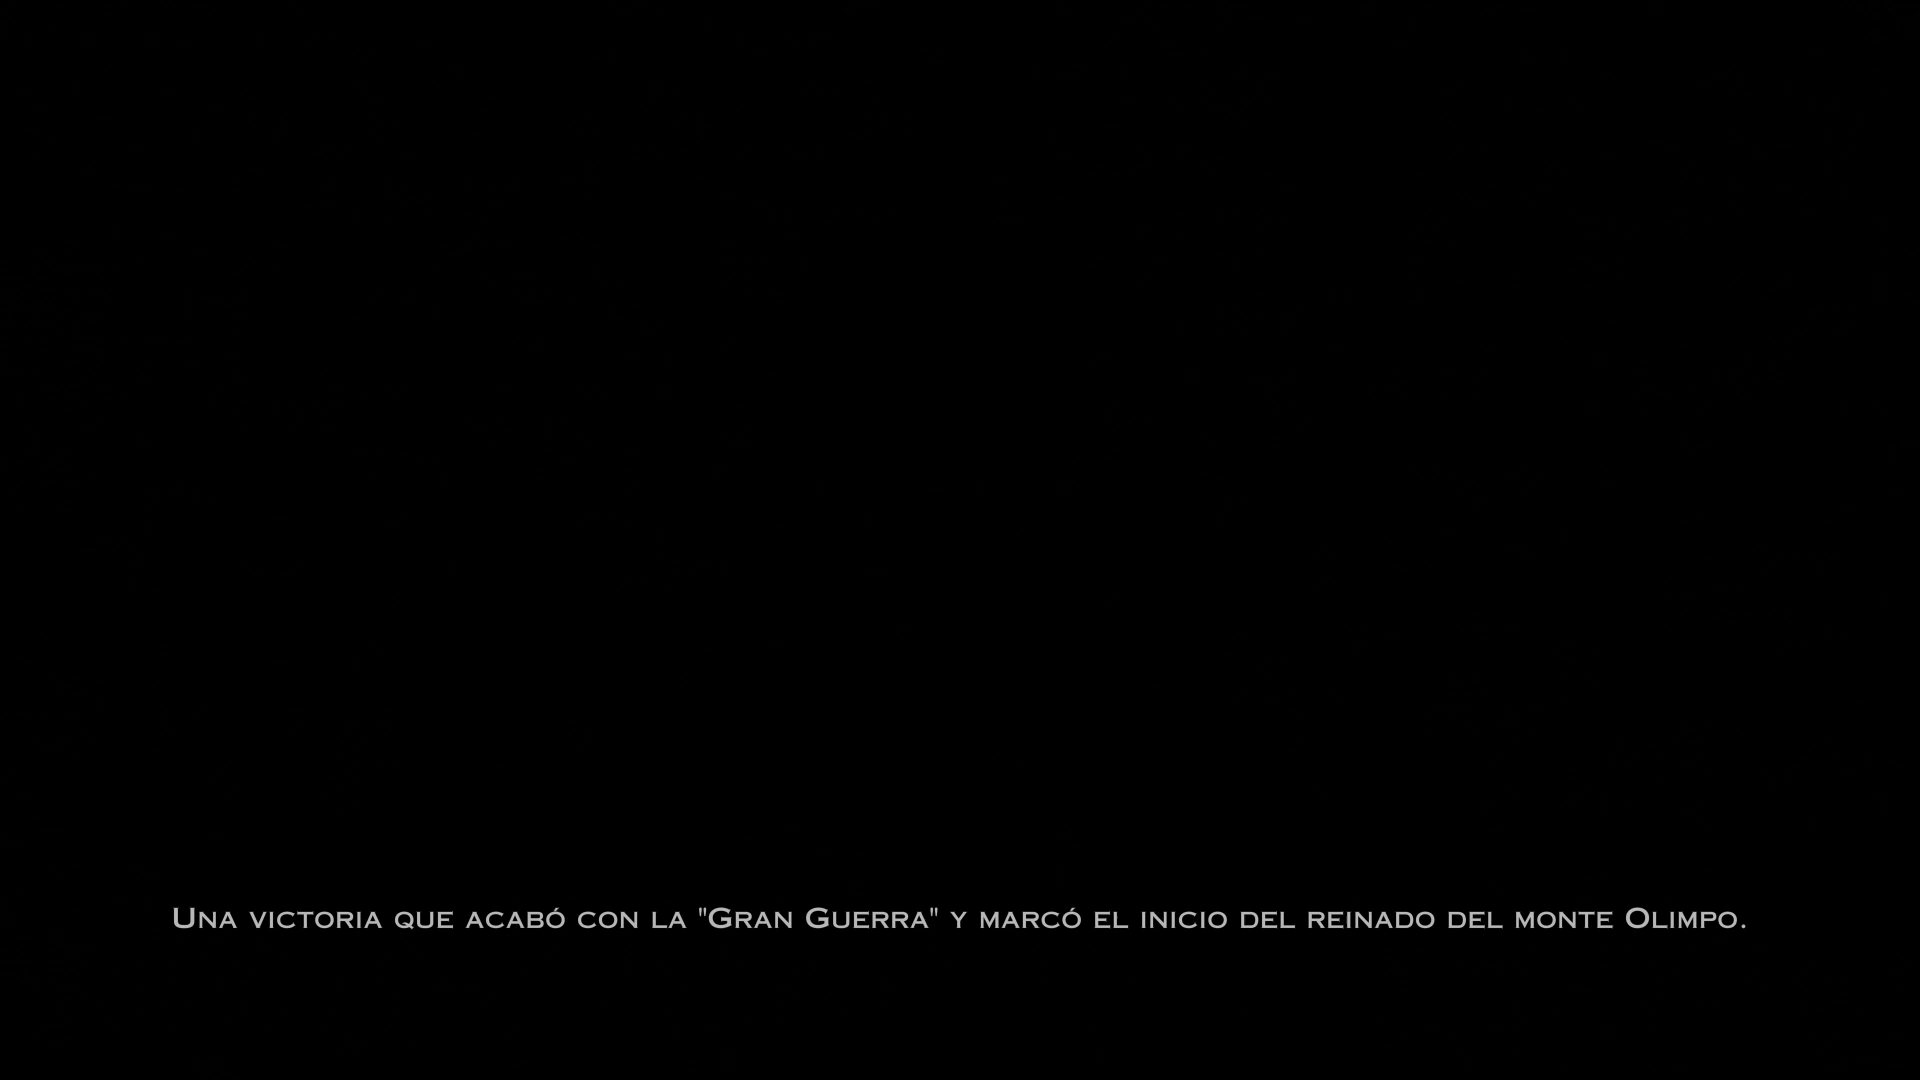 Una victoria que acabó con la "Gran Guerra" y marcó el inicio del reinado del monte Olimpo.